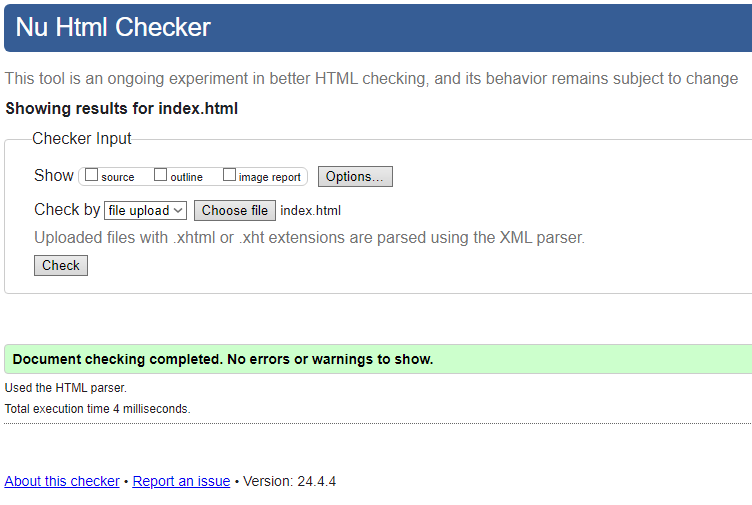 Nu Html Checker
This tool is an ongoing experiment in better HTML checking, and its behavior remains subject to change
Showing results for index.html
Checker Input
Show source outline image report Options...
Check by file upload Choose file index.html
Uploaded files with .xhtml or .xht extensions are parsed using the XML parser.
Check
Document checking completed. No errors or warnings to show.
Used the HTML parser.
Total execution time 4 milliseconds.
About this checker • Report an issue • Version: 24.4.4